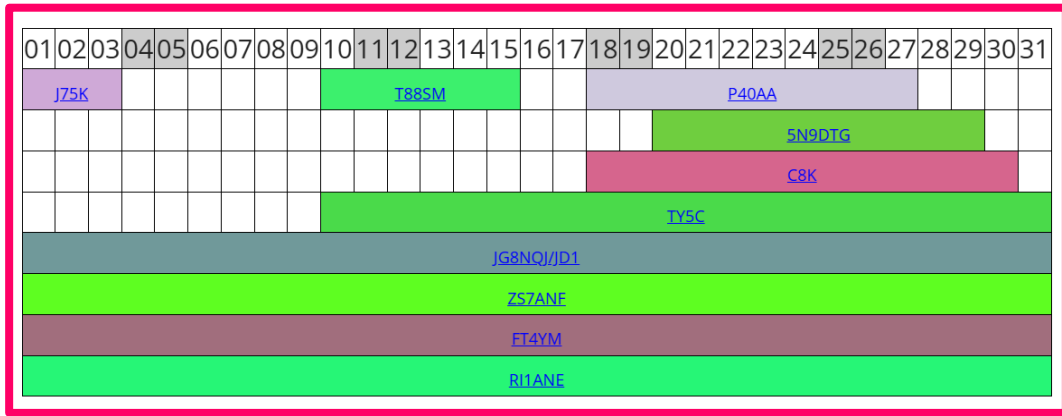 01 02 03 04 05 06 07 08 09 10 11 12 13 14 15 16 17 18 19 20 21 22 23 24 25 26 27 28 29 30 31
J75K T88SM P40AA
5N9DTG
C8K
TY5C
JG8NQJ/JD1
ZS7ANF
FT4YM
RI1ANE